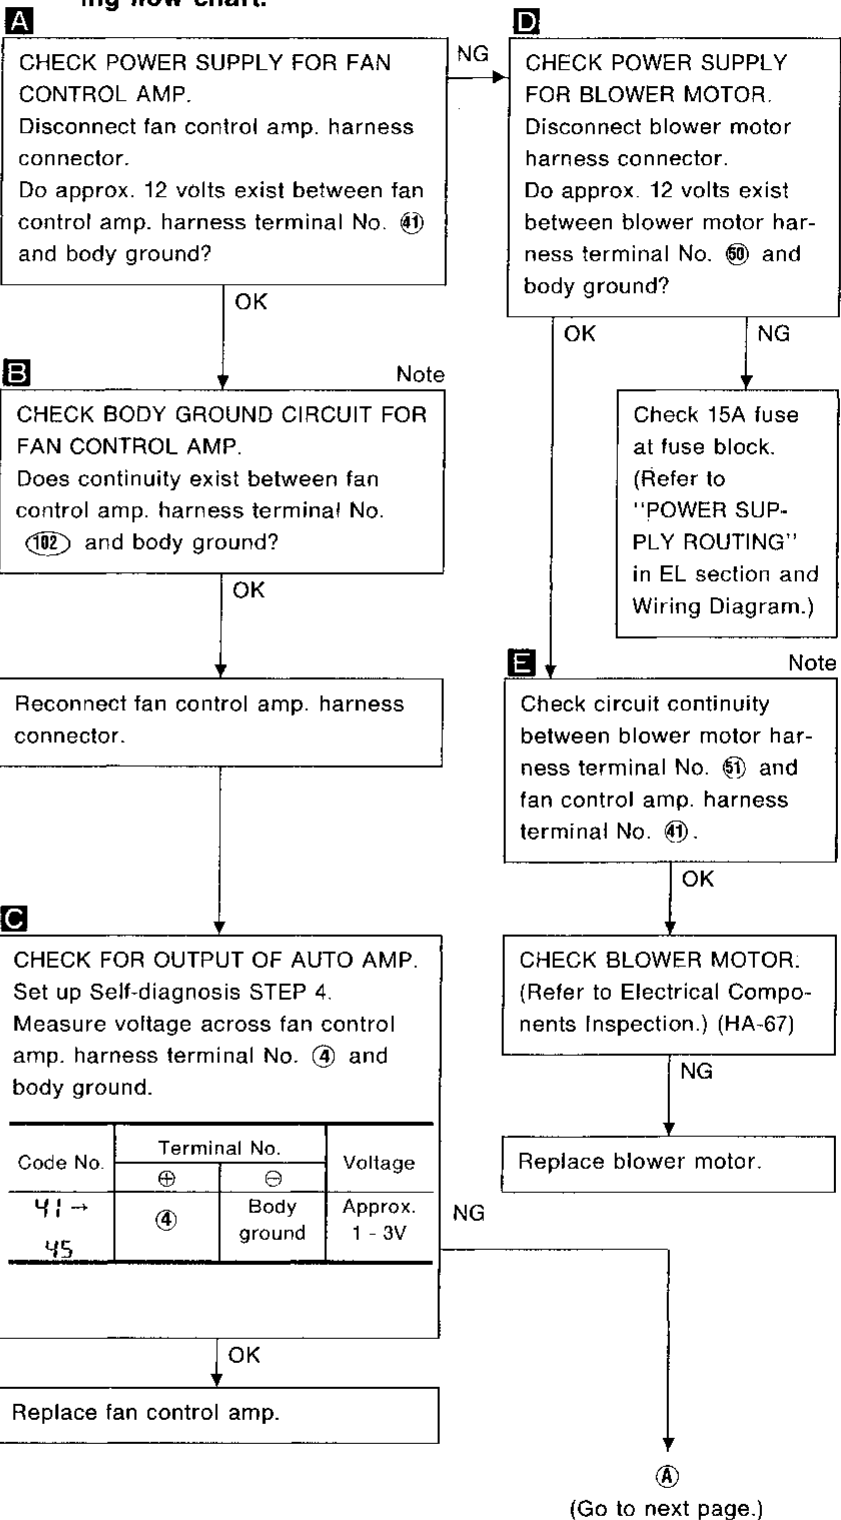 ing flow chart.
A
CHECK POWER SUPPLY FOR FAN
CONTROL AMP.
Disconnect fan control amp. harness
connector.
Do approx. 12 volts exist between fan
control amp. harness terminal No. 41
and body ground?
NG
OK
D
CHECK POWER SUPPLY
FOR BLOWER MOTOR.
Disconnect blower motor
harness connector.
Do approx. 12 volts exist
between blower motor har-
ness terminal No. 50 and
body ground?
OK
NG
B
Note
CHECK BODY GROUND CIRCUIT FOR
FAN CONTROL AMP.
Does continuity exist between fan
control amp. harness terminal No.
102 and body ground?
OK
Check 15A fuse
at fuse block.
(Refer to
"POWER SUP-
PLY ROUTING"
in EL section and
Wiring Diagram.)
Reconnect fan control amp. harness
connector.
E
Note
Check circuit continuity
between blower motor har-
ness terminal No. 51 and
fan control amp. harness
terminal No. 41.
OK
C
CHECK FOR OUTPUT OF AUTO AMP.
Set up Self-diagnosis STEP 4.
Measure voltage across fan control
amp. harness terminal No. 4 and
body ground.
Code No.
Terminal No.
⊕ ⊖
Voltage
41 →
45
4
Body
ground
Approx.
1 - 3V
NG
OK
CHECK BLOWER MOTOR.
(Refer to Electrical Compo-
nents Inspection.) (HA-67)
NG
Replace blower motor.
Replace fan control amp.
A
(Go to next page.)